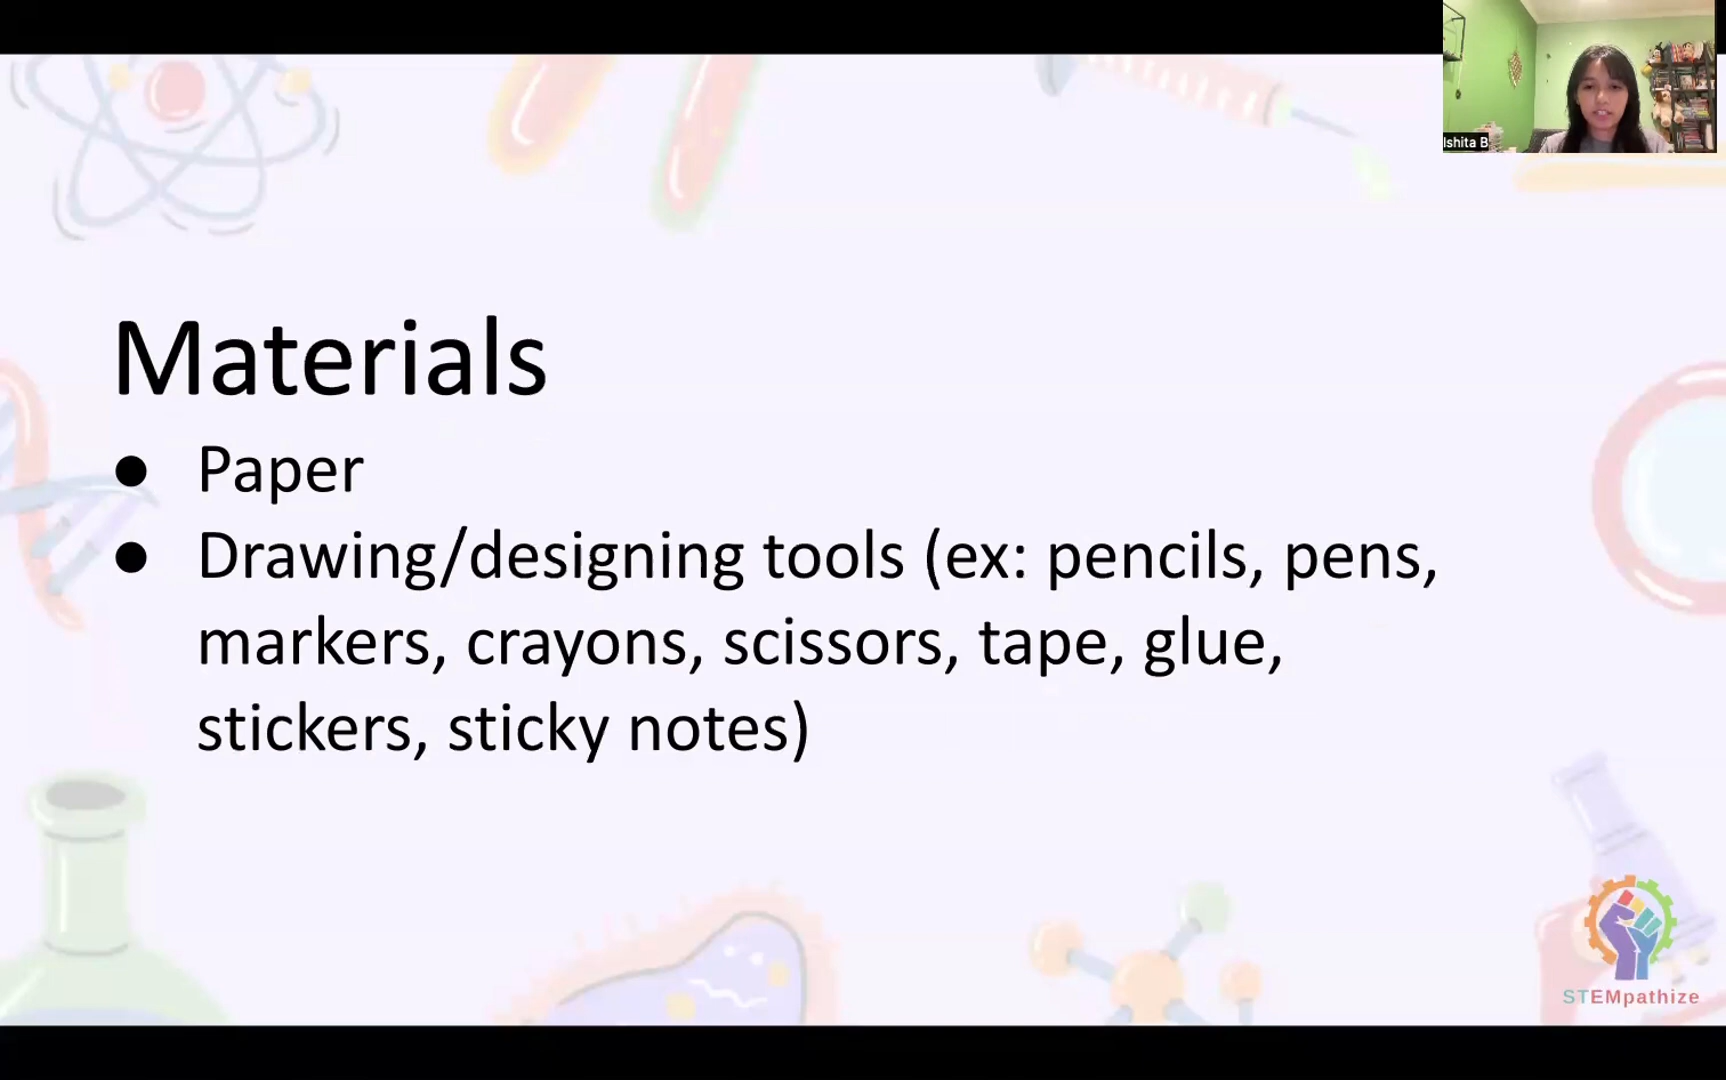 Ishita B
Materials
● Paper
● Drawing/designing tools (ex: pencils, pens,
markers, crayons, scissors, tape, glue,
stickers, sticky notes)
STEMpathize